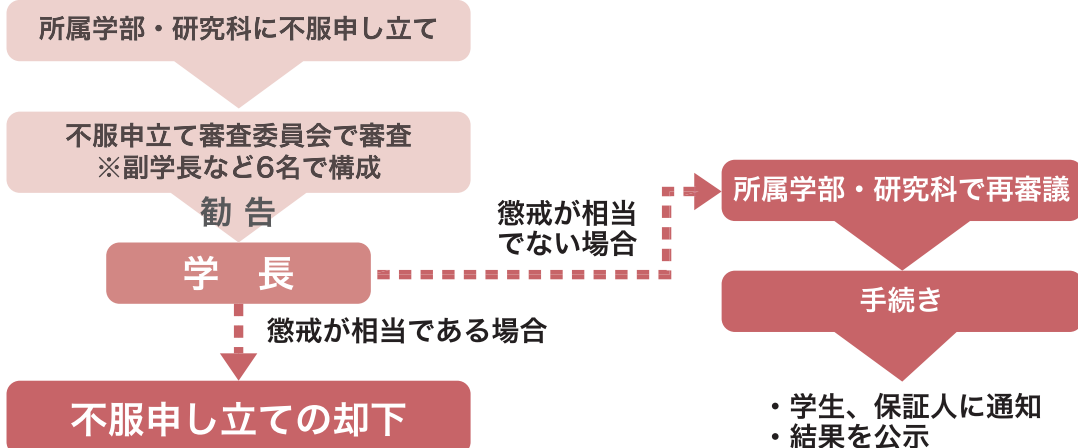 所属学部・研究科に不服申し立て
不服申立て審査委員会で審査
※副学長など6名で構成
勧 告
学 長
懲戒が相当
でない場合
懲戒が相当である場合
不服申し立ての却下
所属学部・研究科で再審議
手続き
・学生、保証人に通知
・結果を公示